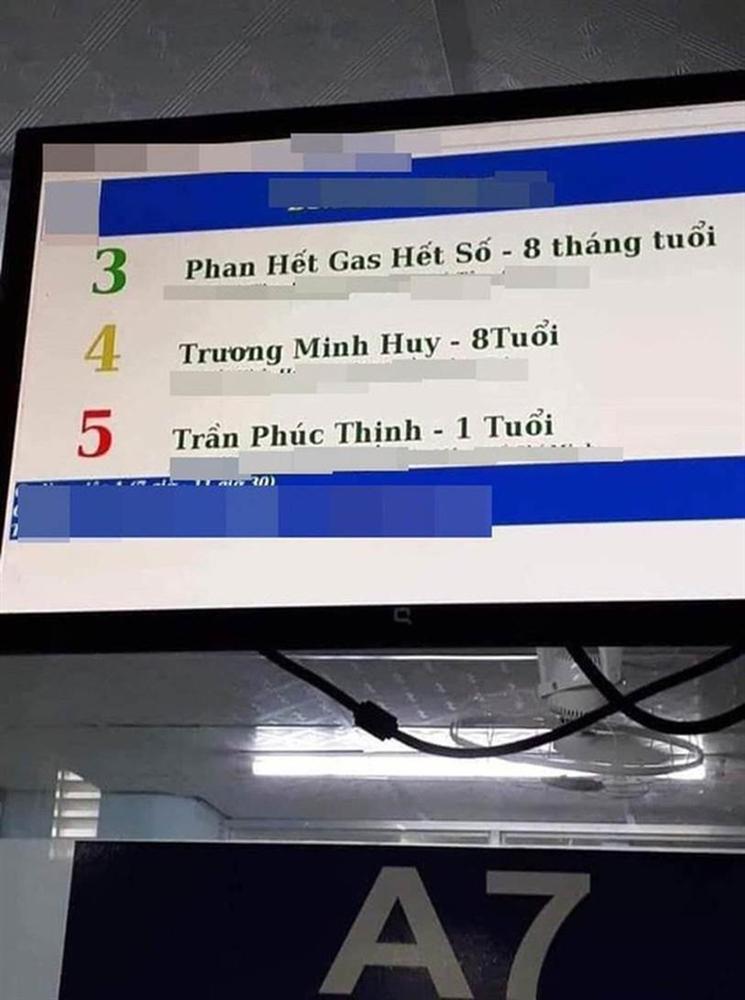 3 Phan Hết Gas Hết Số - 8 tháng tuổi
4 Trương Minh Huy - 8Tuổi
5 Trần Phúc Thịnh - 1 Tuổi
A7